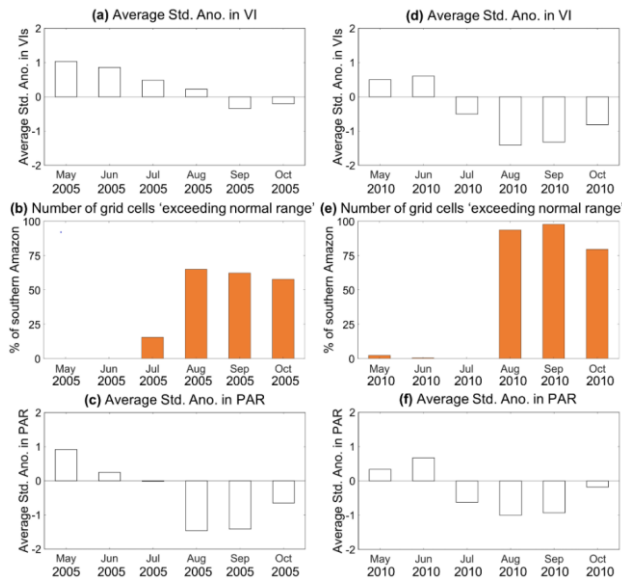 (a) Average Std. Ano. in VI
Average Std. Ano. in VIs
2
1
0
-1
-2
May Jun Jul Aug Sep Oct
2005 2005 2005 2005 2005 2005
(d) Average Std. Ano. in VI
Average Std. Ano. in VIs
2
1
0
-1
-2
May Jun Jul Aug Sep Oct
2010 2010 2010 2010 2010 2010
(b) Number of grid cells ‘exceeding normal range’
% of southern Amazon
100
75
50
25
0
May Jun Jul Aug Sep Oct
2005 2005 2005 2005 2005 2005
(e) Number of grid cells ‘exceeding normal range’
% of southern Amazon
100
75
50
25
0
May Jun Jul Aug Sep Oct
2010 2010 2010 2010 2010 2010
(c) Average Std. Ano. in PAR
Average Std. Ano. in PAR
2
1
0
-1
-2
May Jun Jul Aug Sep Oct
2005 2005 2005 2005 2005 2005
(f) Average Std. Ano. in PAR
Average Std. Ano. in PAR
2
1
0
-1
-2
May Jun Jul Aug Sep Oct
2010 2010 2010 2010 2010 2010